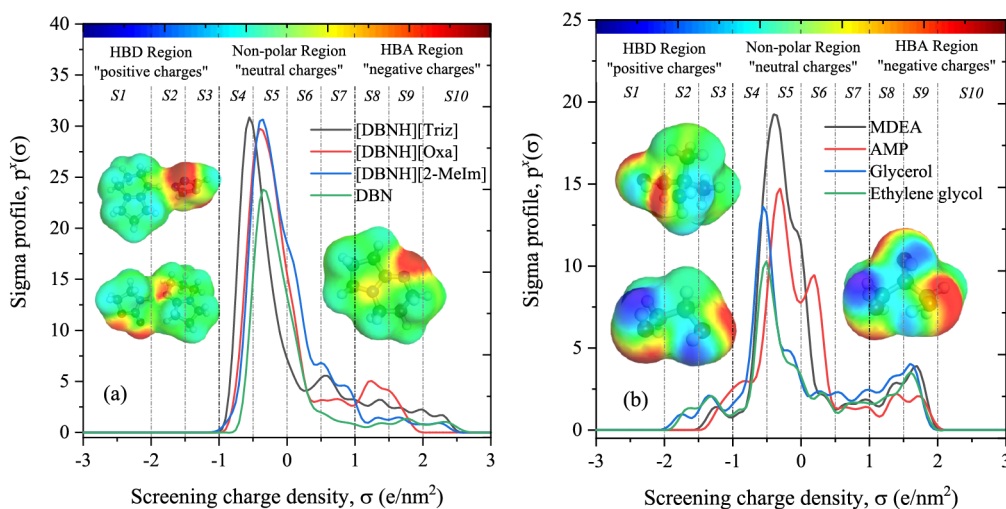 40
35
30
25
20
15
10
5
0
Sigma profile, pˣ(σ)
HBD Region
"positive charges"
Non-polar Region
"neutral charges"
HBA Region
"negative charges"
S1 S2 S3 S4 S5 S6 S7 S8 S9 S10
[DBNH][Triz]
[DBNH][Oxa]
[DBNH][2-MeIm]
DBN
(a)
-3 -2 -1 0 1 2 3
Screening charge density, σ (e/nm²)
25
20
15
10
5
0
Sigma profile, pˣ(σ)
HBD Region
"positive charges"
Non-polar Region
"neutral charges"
HBA Region
"negative charges"
S1 S2 S3 S4 S5 S6 S7 S8 S9 S10
MDEA
AMP
Glycerol
Ethylene glycol
(b)
-3 -2 -1 0 1 2 3
Screening charge density, σ (e/nm²)